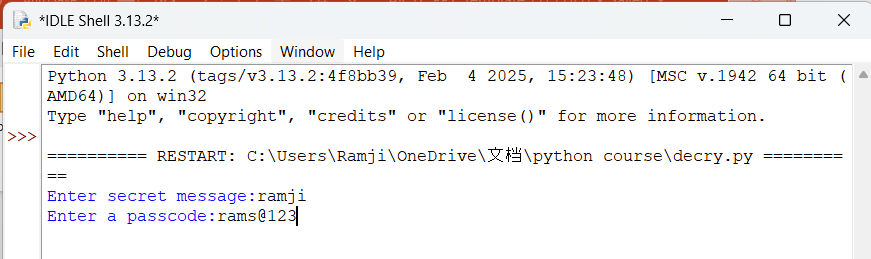 *IDLE Shell 3.13.2*
File Edit Shell Debug Options Window Help
Python 3.13.2 (tags/v3.13.2:4f8bb39, Feb  4 2025, 15:23:48) [MSC v.1942 64 bit (
AMD64)] on win32
Type "help", "copyright", "credits" or "license()" for more information.
>>>
========== RESTART: C:\Users\Ramji\OneDrive\文档\python course\decry.py ========
==
Enter secret message:ramji
Enter a passcode:rams@123